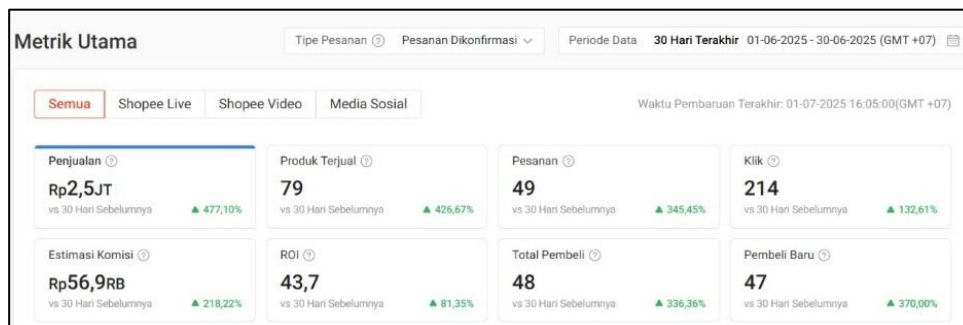 Metrik Utama
Tipe Pesanan ? Pesanan Dikonfirmasi
Periode Data 30 Hari Terakhir 01-06-2025 - 30-06-2025 (GMT +07)
Semua Shopee Live Shopee Video Media Sosial
Waktu Pembaruan Terakhir: 01-07-2025 16:05:00(GMT +07)
Penjualan ?
Rp2,5JT
vs 30 Hari Sebelumnya ▲ 477,10%
Produk Terjual ?
79
vs 30 Hari Sebelumnya ▲ 426,67%
Pesanan ?
49
vs 30 Hari Sebelumnya ▲ 345,45%
Klik ?
214
vs 30 Hari Sebelumnya ▲ 132,61%
Estimasi Komisi ?
Rp56,9RB
vs 30 Hari Sebelumnya ▲ 218,22%
ROI ?
43,7
vs 30 Hari Sebelumnya ▲ 81,35%
Total Pembeli ?
48
vs 30 Hari Sebelumnya ▲ 336,36%
Pembeli Baru ?
47
vs 30 Hari Sebelumnya ▲ 370,00%